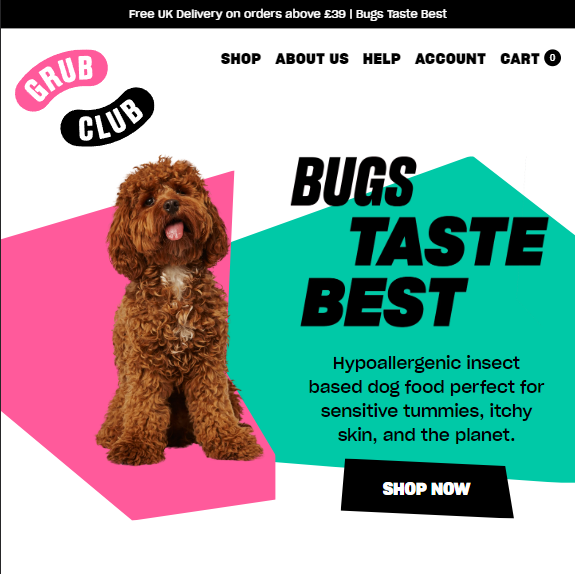 Free UK Delivery on orders above £39 | Bugs Taste Best
GRUB
CLUB
SHOP ABOUT US HELP ACCOUNT CART 0
BUGS
TASTE
BEST
Hypoallergenic insect
based dog food perfect for
sensitive tummies, itchy
skin, and the planet.
SHOP NOW